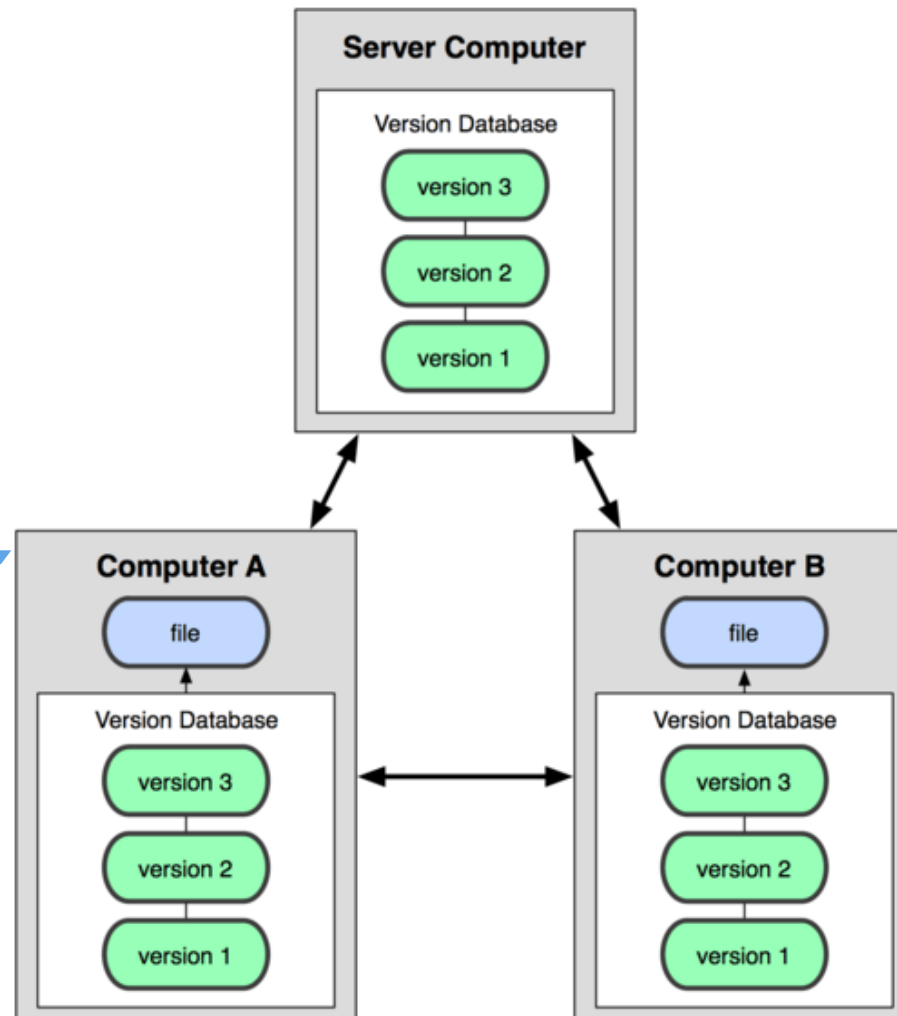 Server Computer
Version Database
version 3
version 2
version 1
Computer A
file
Version Database
version 3
version 2
version 1
Computer B
file
Version Database
version 3
version 2
version 1